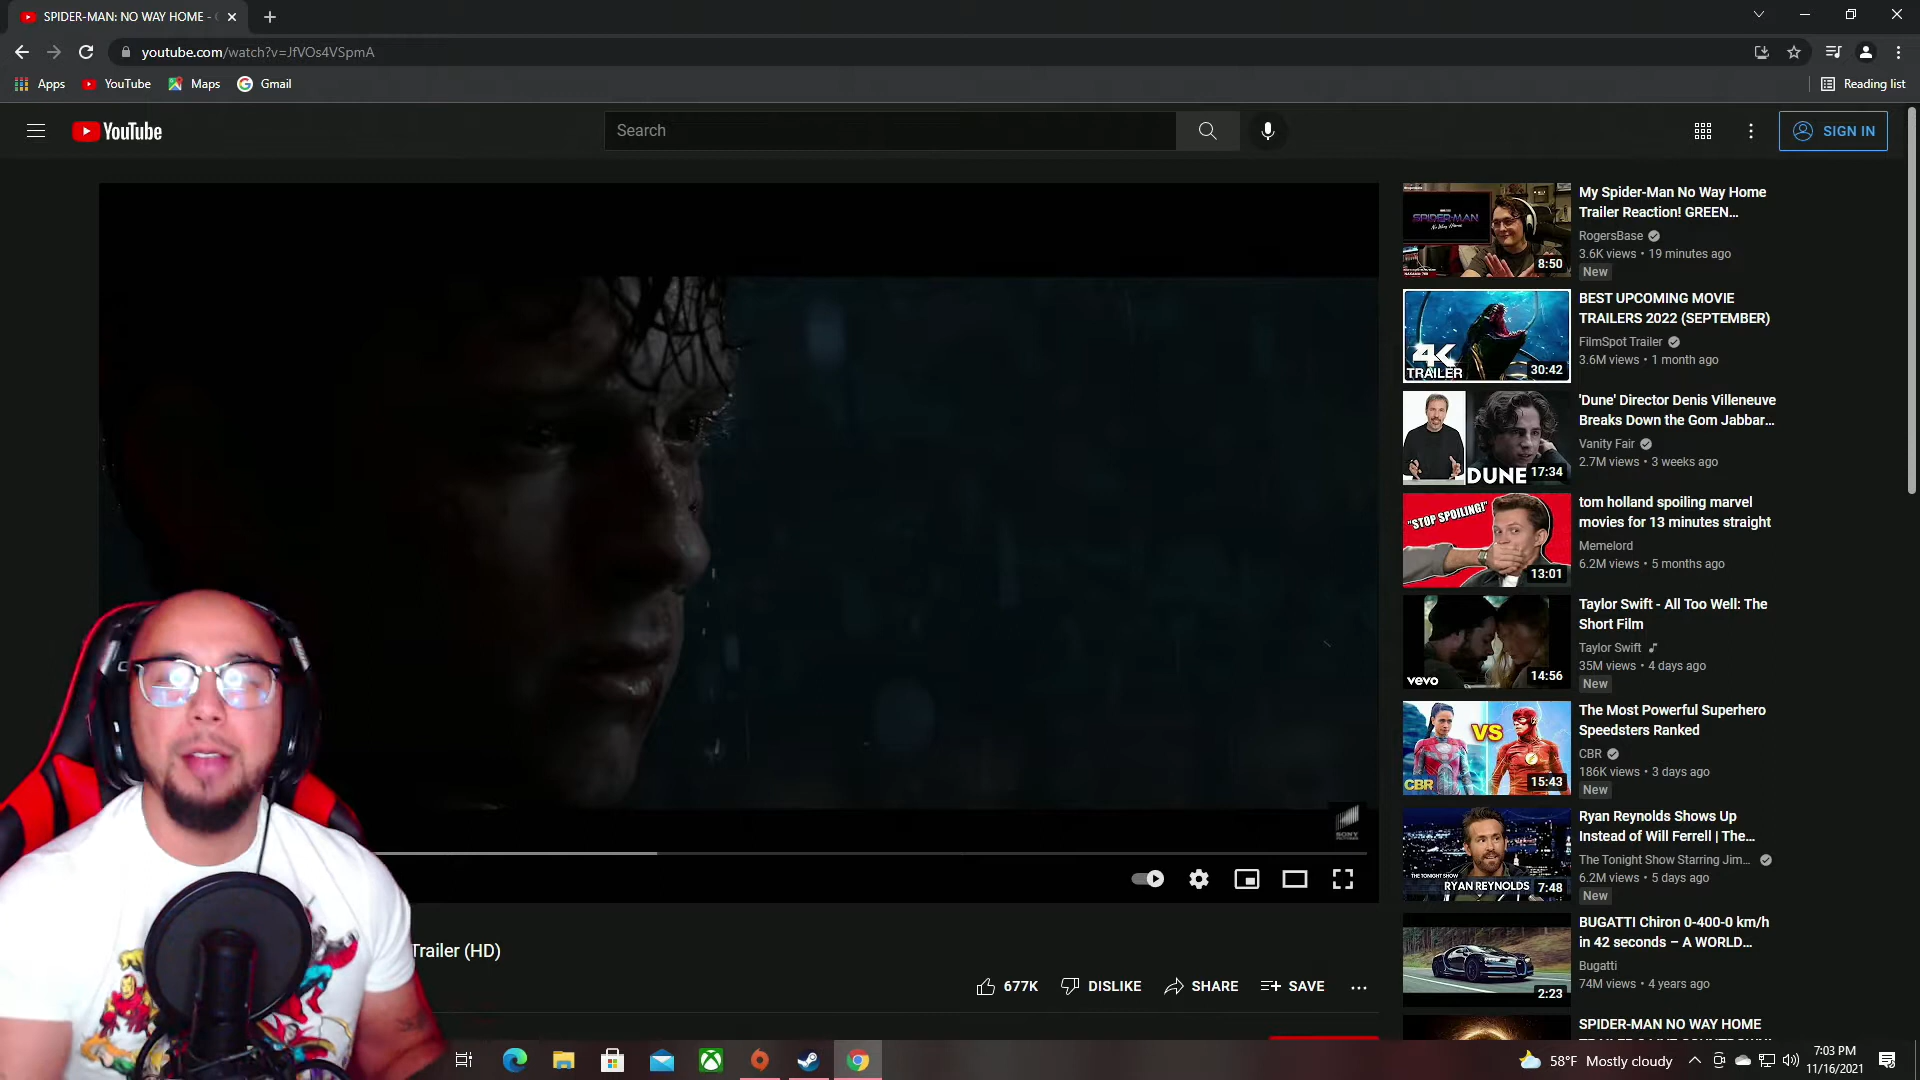 SPIDER-MAN: NO WAY HOME -
youtube.com/watch?v=JfVOs4VSpmA
Apps
YouTube
Maps
Gmail
Reading list
YouTube
Search
SIGN IN
SPIDER-MAN
No Way Home
8:50
My Spider-Man No Way Home
Trailer Reaction! GREEN...
RogersBase
3.6K views • 19 minutes ago
New
4K
TRAILER
30:42
BEST UPCOMING MOVIE
TRAILERS 2022 (SEPTEMBER)
FilmSpot Trailer
3.6M views • 1 month ago
DUNE
17:34
'Dune' Director Denis Villeneuve
Breaks Down the Gom Jabbar...
Vanity Fair
2.7M views • 3 weeks ago
"STOP SPOILING!"
13:01
tom holland spoiling marvel
movies for 13 minutes straight
Memelord
6.2M views • 5 months ago
vevo
14:56
Taylor Swift - All Too Well: The
Short Film
Taylor Swift
35M views • 4 days ago
New
VS
CBR
15:43
The Most Powerful Superhero
Speedsters Ranked
CBR
186K views • 3 days ago
New
THE TONIGHT SHOW
RYAN REYNOLDS
7:48
Ryan Reynolds Shows Up
Instead of Will Ferrell | The...
The Tonight Show Starring Jim...
6.2M views • 5 days ago
New
2:23
BUGATTI Chiron 0-400-0 km/h
in 42 seconds – A WORLD...
Bugatti
74M views • 4 years ago
SPIDER-MAN NO WAY HOME
SONY
PICTURES
Trailer (HD)
677K
DISLIKE
SHARE
SAVE
58°F Mostly cloudy
7:03 PM
11/16/2021